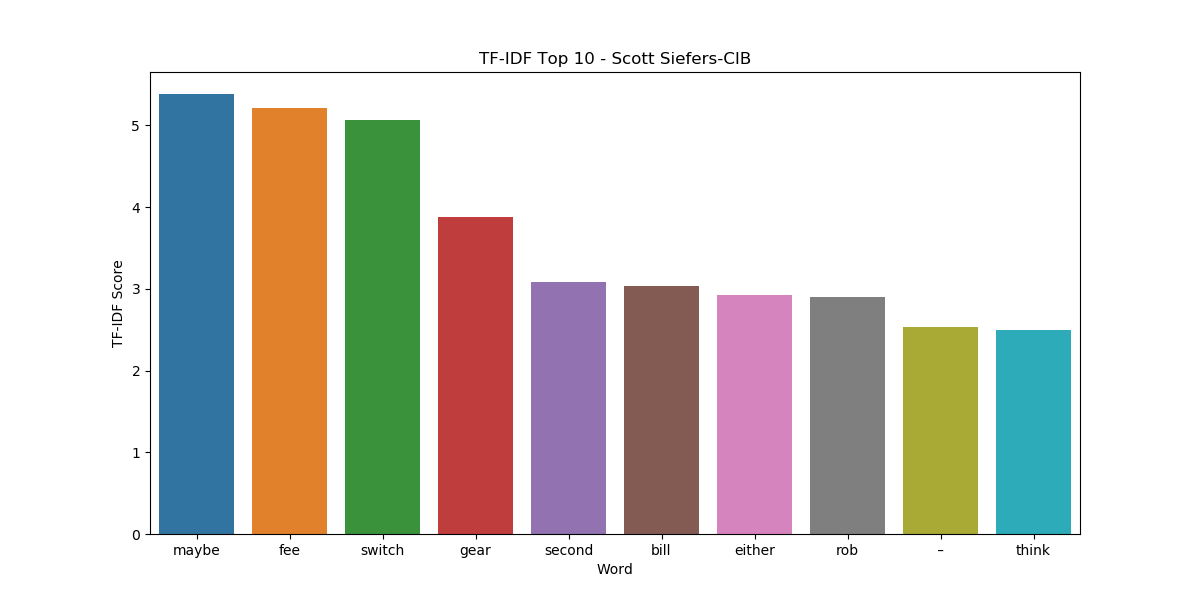 TF-IDF Top 10 - Scott Siefers-CIB
TF-IDF Score
5
4
3
2
1
0
maybe fee switch gear second bill either rob – think
Word